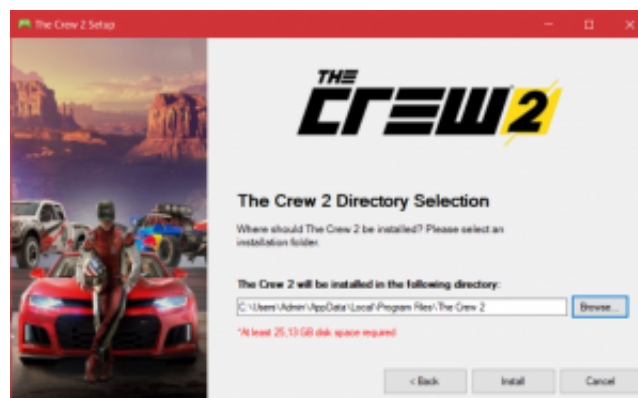 The Crew 2 Setup
THE
CREW 2
The Crew 2 Directory Selection
Where should The Crew 2 be installed? Please select an
installation folder.
The Crew 2 will be installed in the following directory:
C:\Users\Admin\AppData\Local\Program Files\The Crew 2
Browse...
*At least 25,13 GB disk space required
< Back
Install
Cancel